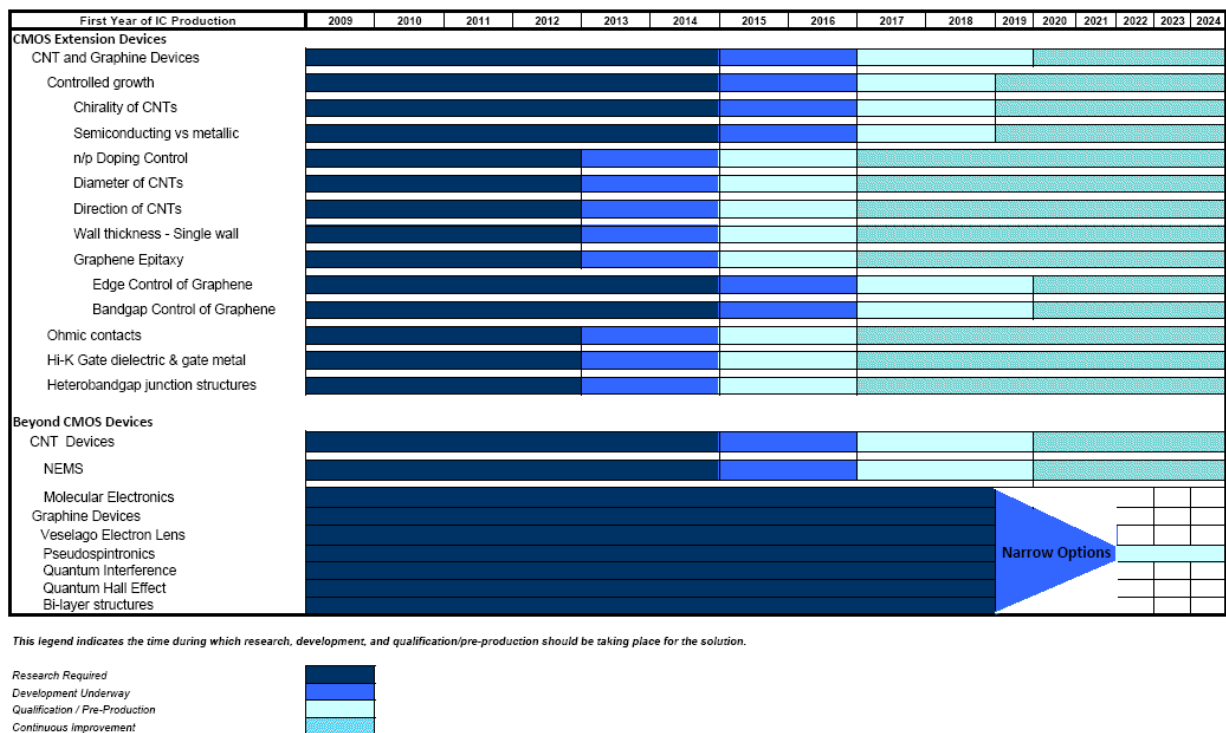 First Year of IC Production 2009 2010 2011 2012 2013 2014 2015 2016 2017 2018 2019 2020 2021 2022 2023 2024
CMOS Extension Devices
CNT and Graphine Devices
Controlled growth
Chirality of CNTs
Semiconducting vs metallic
n/p Doping Control
Diameter of CNTs
Direction of CNTs
Wall thickness - Single wall
Graphene Epitaxy
Edge Control of Graphene
Bandgap Control of Graphene
Ohmic contacts
Hi-K Gate dielectric & gate metal
Heterobandgap junction structures
Beyond CMOS Devices
CNT Devices
NEMS
Molecular Electronics
Graphine Devices
Veselago Electron Lens
Pseudospintronics
Narrow Options
Quantum Interference
Quantum Hall Effect
Bi-layer structures
This legend indicates the time during which research, development, and qualification/pre-production should be taking place for the solution.
Research Required
Development Underway
Qualification / Pre-Production
Continuous Improvement